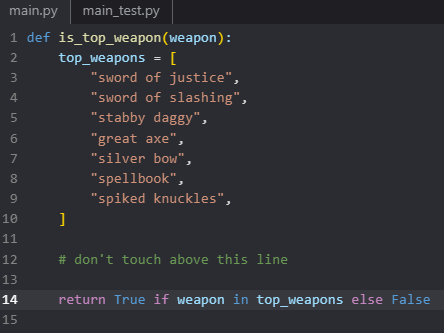 main.py main_test.py
1 def is_top_weapon(weapon):
2     top_weapons = [
3         "sword of justice",
4         "sword of slashing",
5         "stabby daggy",
6         "great axe",
7         "silver bow",
8         "spellbook",
9         "spiked knuckles",
10     ]
11
12     # don't touch above this line
13
14     return True if weapon in top_weapons else False
15